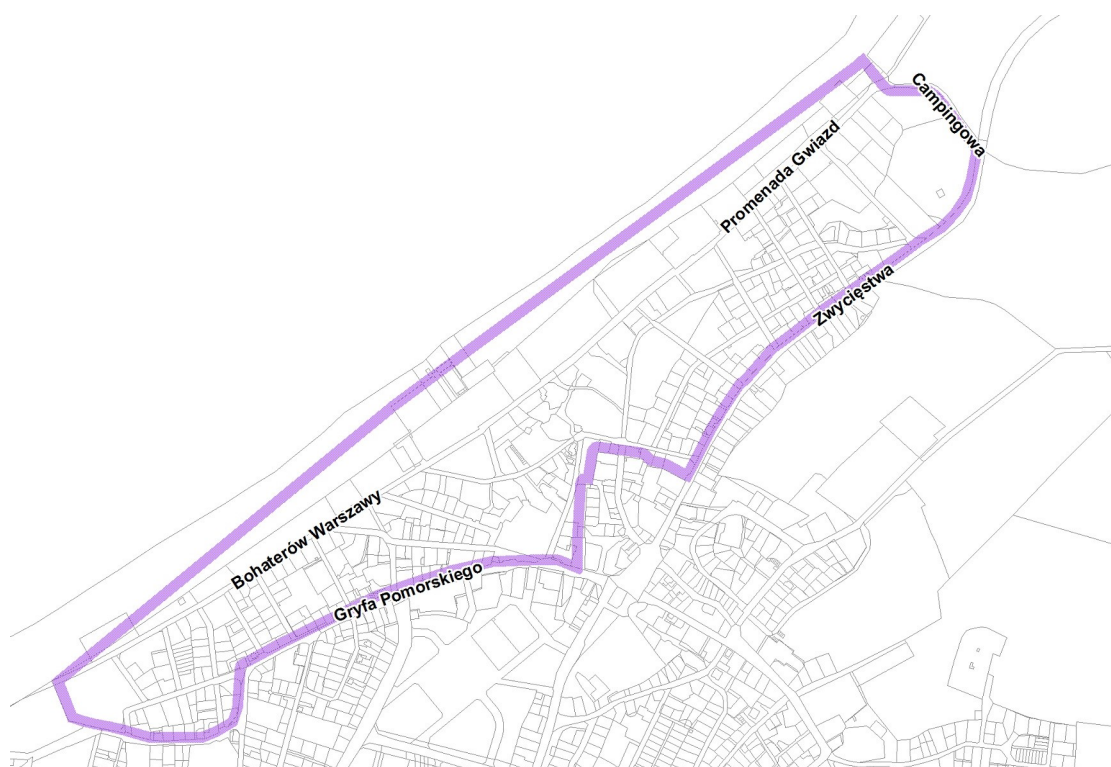 Campingowa
Promenada Gwiazd
Zwycięstwa
Bohaterów Warszawy
Gryfa Pomorskiego